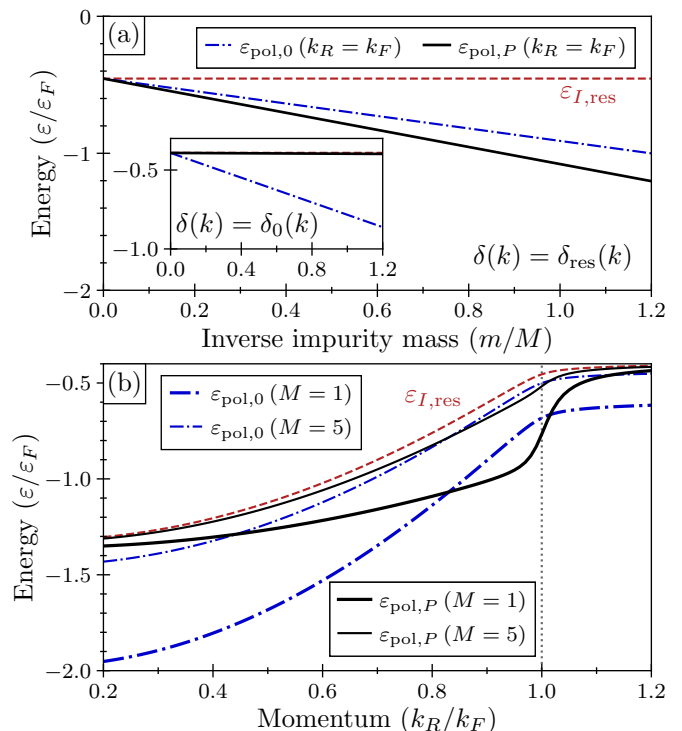 (a)
ε_pol,0 (k_R = k_F)
ε_pol,P (k_R = k_F)
ε_I,res
0
−1
−2
Energy (ε/ε_F)
−0.5
−1.0
δ(k) = δ_0(k)
0.0 0.4 0.8 1.2
δ(k) = δ_res(k)
0.0 0.2 0.4 0.6 0.8 1.0 1.2
Inverse impurity mass (m/M)
(b)
ε_pol,0 (M = 1)
ε_pol,0 (M = 5)
ε_I,res
−0.5
−1.0
−1.5
−2.0
Energy (ε/ε_F)
ε_pol,P (M = 1)
ε_pol,P (M = 5)
0.2 0.4 0.6 0.8 1.0 1.2
Momentum (k_R/k_F)